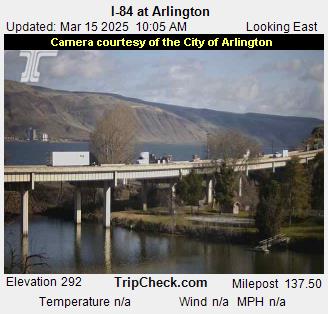 I-84 at Arlington
Updated: Mar 15 2025 10:05 AM Looking East
Camera courtesy of the City of Arlington
Elevation 292 TripCheck.com Milepost 137.50
Temperature n/a Wind n/a MPH n/a